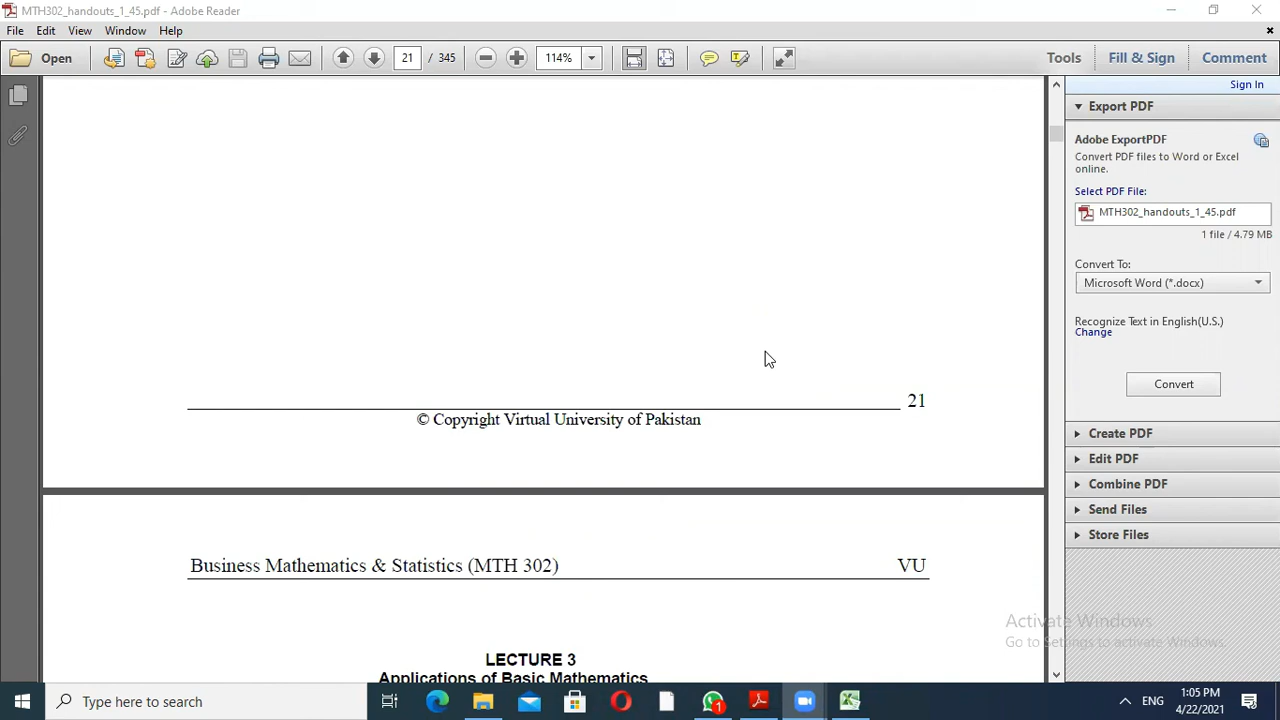 MTH302_handouts_1_45.pdf - Adobe Reader
File Edit View Window Help
Open 21 / 345 114% Tools Fill & Sign Comment
Sign In
Export PDF
Adobe ExportPDF
Convert PDF files to Word or Excel
online.
Select PDF File:
MTH302_handouts_1_45.pdf
1 file / 4.79 MB
Convert To:
Microsoft Word (*.docx)
Recognize Text in English(U.S.)
Change
Convert
Create PDF
Edit PDF
Combine PDF
Send Files
Store Files
21
© Copyright Virtual University of Pakistan
Business Mathematics & Statistics (MTH 302) VU
LECTURE 3
Applications of Basic Mathematics
Activate Windows
Go to Settings to activate Windows.
Type here to search
1
ENG
1:05 PM
4/22/2021